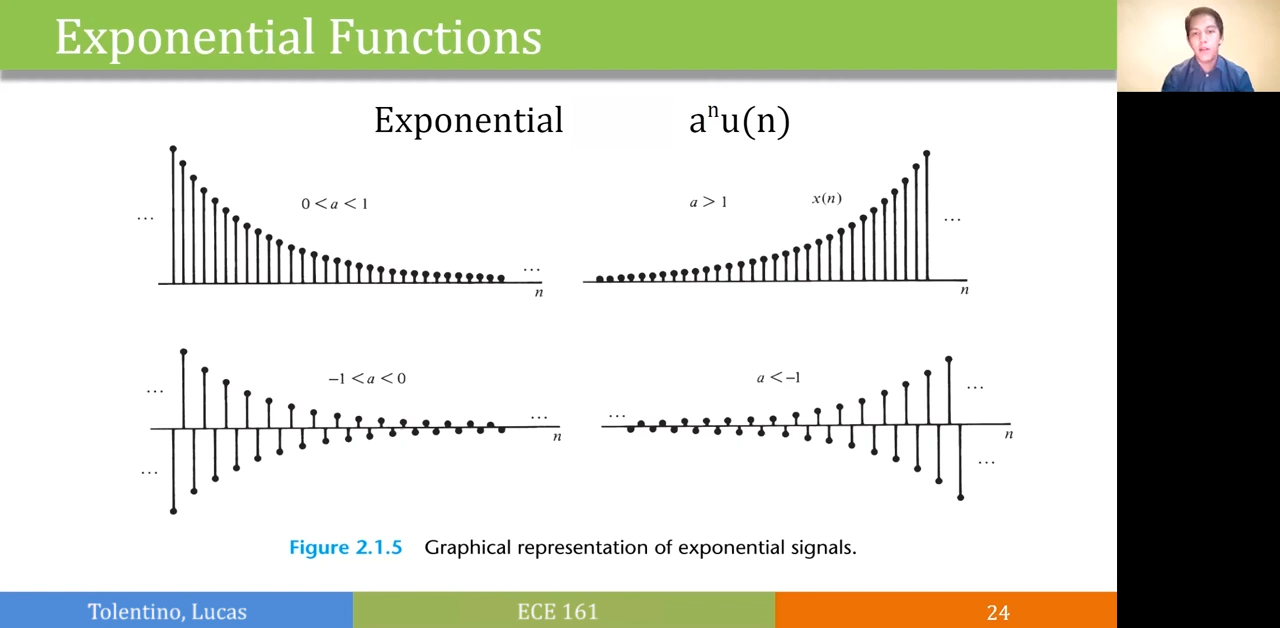 Exponential Functions
Exponential aⁿu(n)
0 < a < 1
a > 1 x(n)
...
...
...
n
n
−1 < a < 0
a < −1
...
...
...
...
n
n
...
...
Figure 2.1.5 Graphical representation of exponential signals.
Tolentino, Lucas ECE 161 24